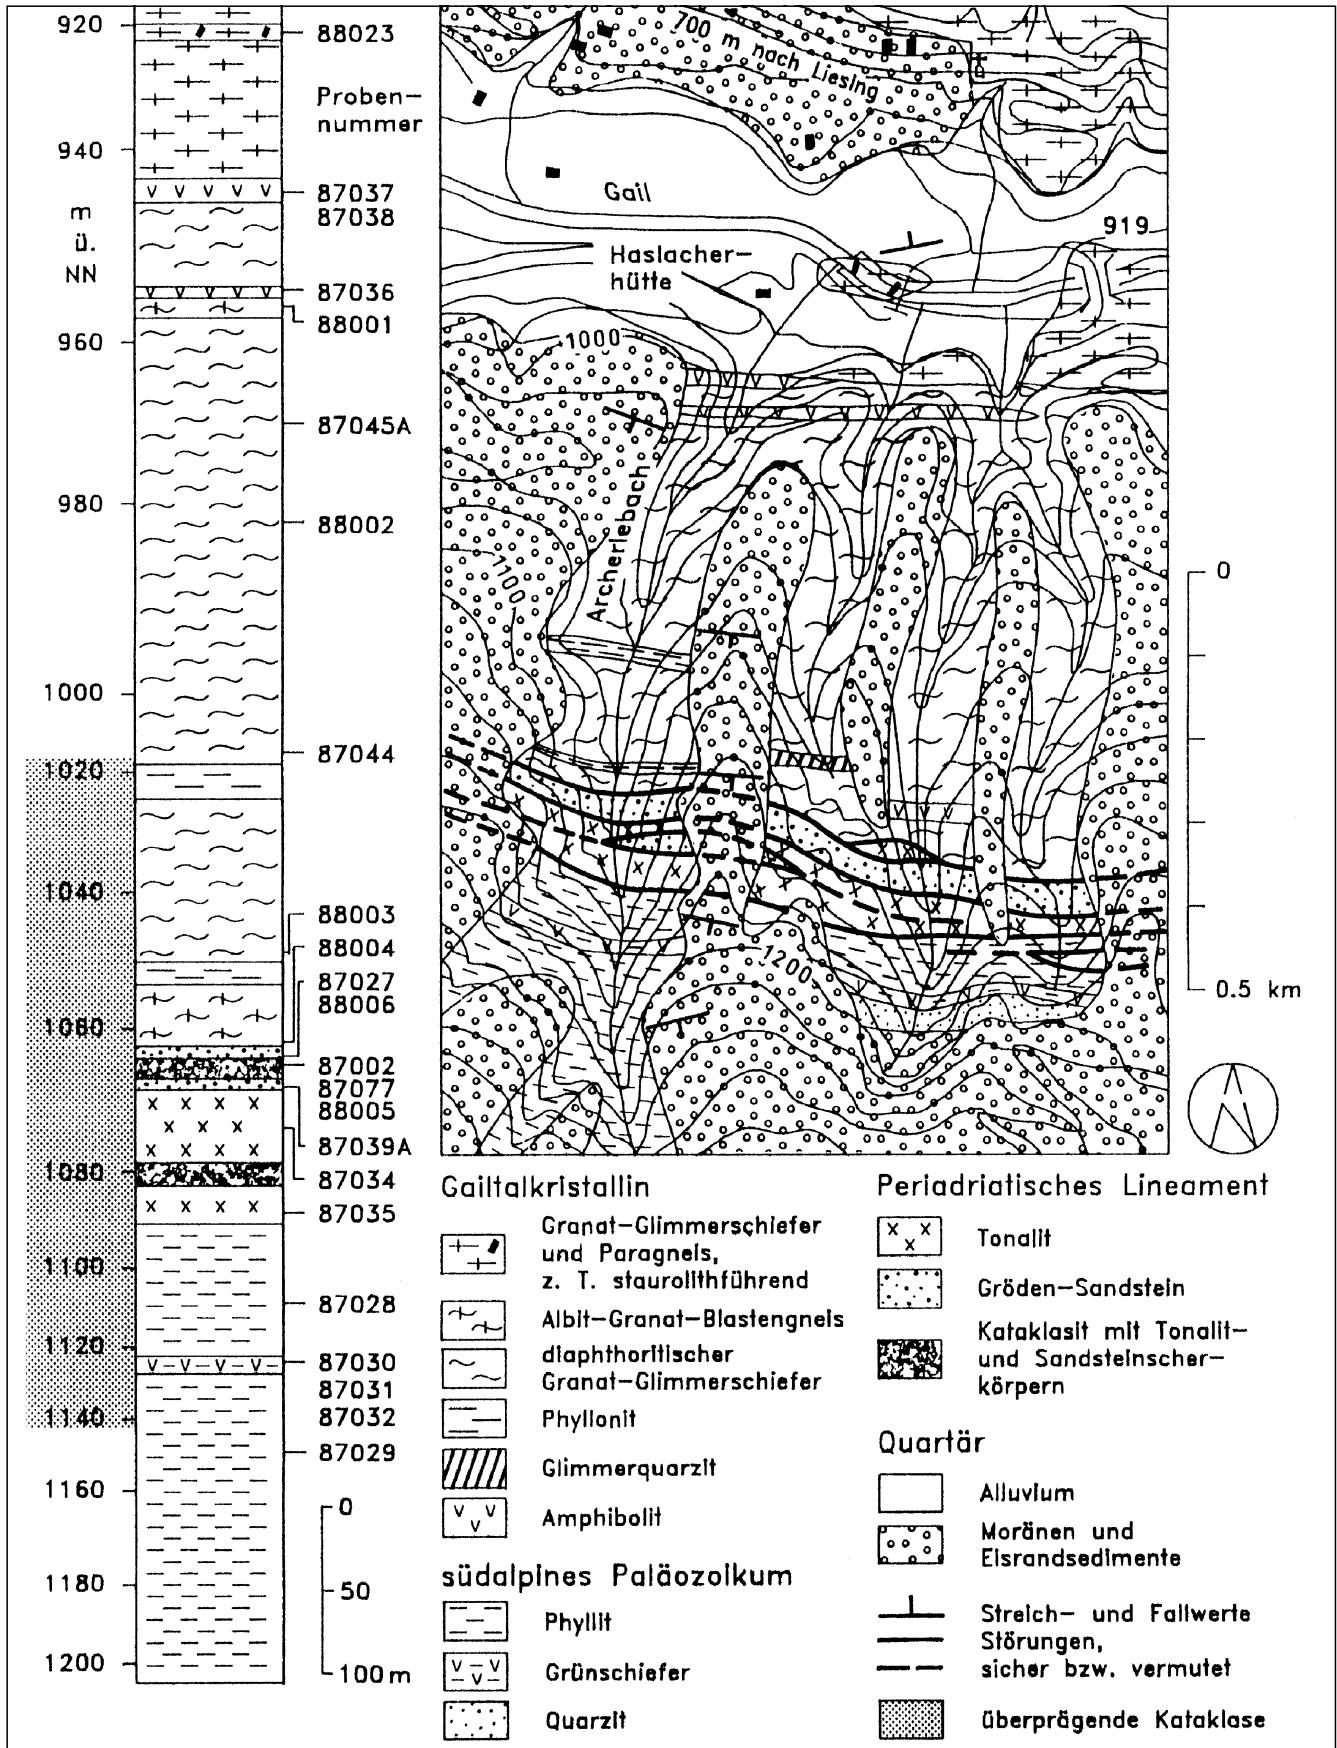 920
940
m
ü.
NN
960
980
1000
1020
1040
1080
1080
1100
1120
1140
1160
1180
1200
88023
Proben-
nummer
87037
87038
87036
88001
87045A
88002
87044
88003
88004
87027
88006
87002
87077
88005
87039A
87034
87035
87028
87030
87031
87032
87029
0
50
100 m
700 m nach Liesing
Gail
919
Haslacher-
hütte
1000
Archerlebach
1100
1200
0
0.5 km
N
Gailtalkristallin
Granat-Glimmerschiefer
und Paragneis,
z. T. staurolithführend
Albit-Granat-Blastengneis
diaphthoritischer
Granat-Glimmerschiefer
Phyllonit
Glimmerquarzit
Amphibolit
südalpines Paläozoikum
Phyllit
Grünschiefer
Quarzit
Periadriatisches Lineament
Tonalit
Gröden-Sandstein
Kataklasit mit Tonalit-
und Sandsteinscher-
körpern
Quartär
Alluvium
Moränen und
Eisrandsedimente
Streich- und Fallwerte
Störungen,
sicher bzw. vermutet
überprägende Kataklase